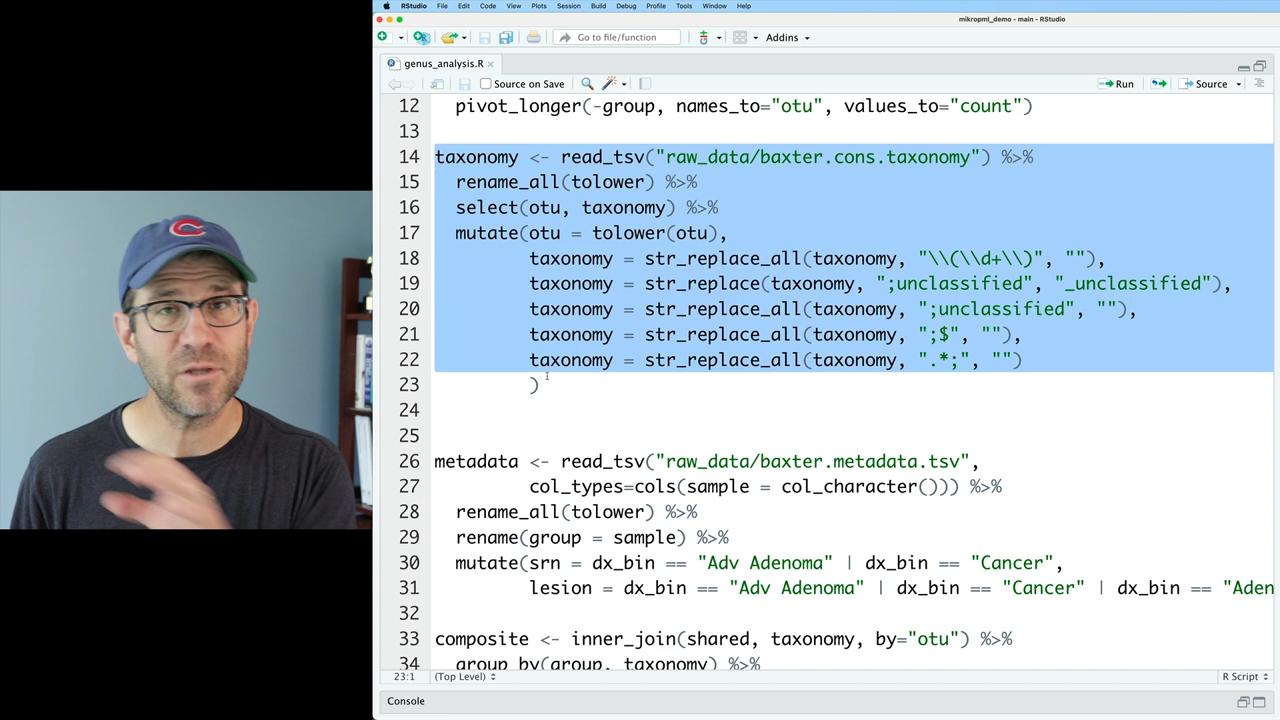 RStudio File Edit Code View Plots Session Build Debug Profile Tools Window Help
mikropml_demo - main - RStudio
Go to file/function Addins
genus_analysis.R
Source on Save Run Source
12 pivot_longer(-group, names_to="otu", values_to="count")
13
14 taxonomy <- read_tsv("raw_data/baxter.cons.taxonomy") %>%
15 rename_all(tolower) %>%
16 select(otu, taxonomy) %>%
17 mutate(otu = tolower(otu),
18 taxonomy = str_replace_all(taxonomy, "\\(\\d+\\)", ""),
19 taxonomy = str_replace(taxonomy, ";unclassified", "_unclassified"),
20 taxonomy = str_replace_all(taxonomy, ";unclassified", ""),
21 taxonomy = str_replace_all(taxonomy, ";$", ""),
22 taxonomy = str_replace_all(taxonomy, ".*;", "")
23 )
24
25
26 metadata <- read_tsv("raw_data/baxter.metadata.tsv",
27 col_types=cols(sample = col_character())) %>%
28 rename_all(tolower) %>%
29 rename(group = sample) %>%
30 mutate(srn = dx_bin == "Adv Adenoma" | dx_bin == "Cancer",
31 lesion = dx_bin == "Adv Adenoma" | dx_bin == "Cancer" | dx_bin == "Aden
32
33 composite <- inner_join(shared, taxonomy, by="otu") %>%
34 group_by(group, taxonomy) %>%
23:1 (Top Level) R Script
Console